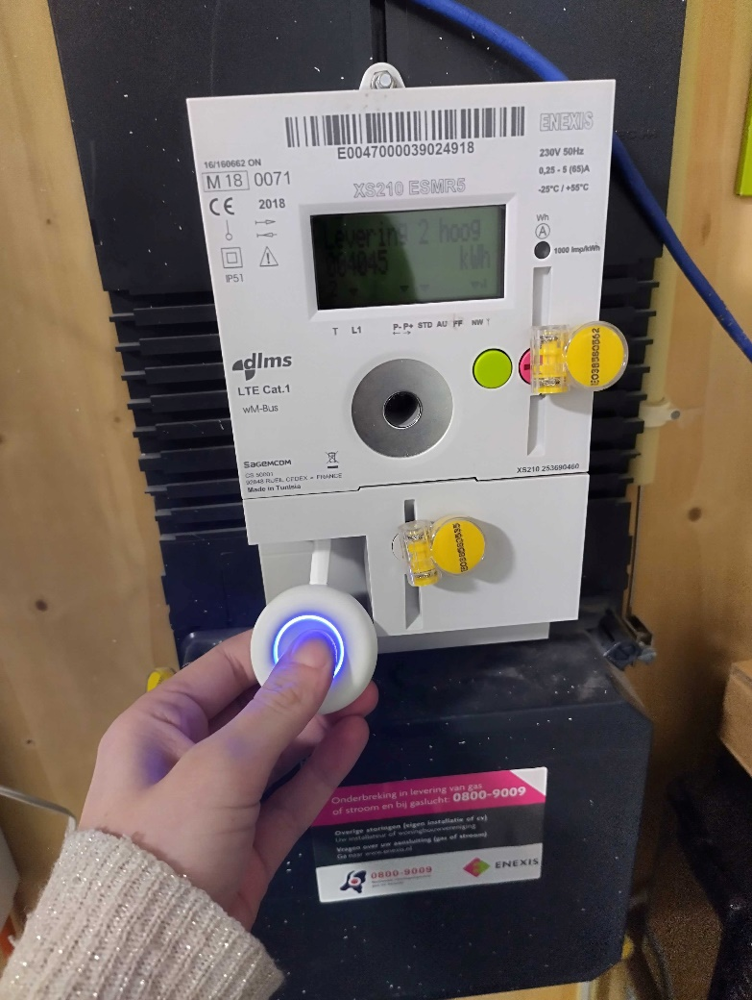 ENEXIS
E0047000039024918
230V 50Hz
0,25 - 5 (65)A
-25°C / +55°C
16/160662 ON
M 18 0071
CE 2018
XS210 ESMR5
Wh
A
1000 Imp/kWh
IP51
Levering 2 hoog
004045 kWh
T L1 P- P+ STD AU FF NW
dlms
LTE Cat.1
wM-Bus
E038580562
SAGEMCOM
CS 50001
92848 RUEIL CEDEX - FRANCE
Made in Tunisia
XS210 253690460
Onderbreking in levering van gas
of stroom en bij gaslucht: 0800-9009
Overige storingen (eigen installatie of cv)
Uw installateur of woningbouwvereniging
Vragen over uw aansluiting (gas of stroom)
Ga naar www.enexis.nl
0800-9009
ENEXIS